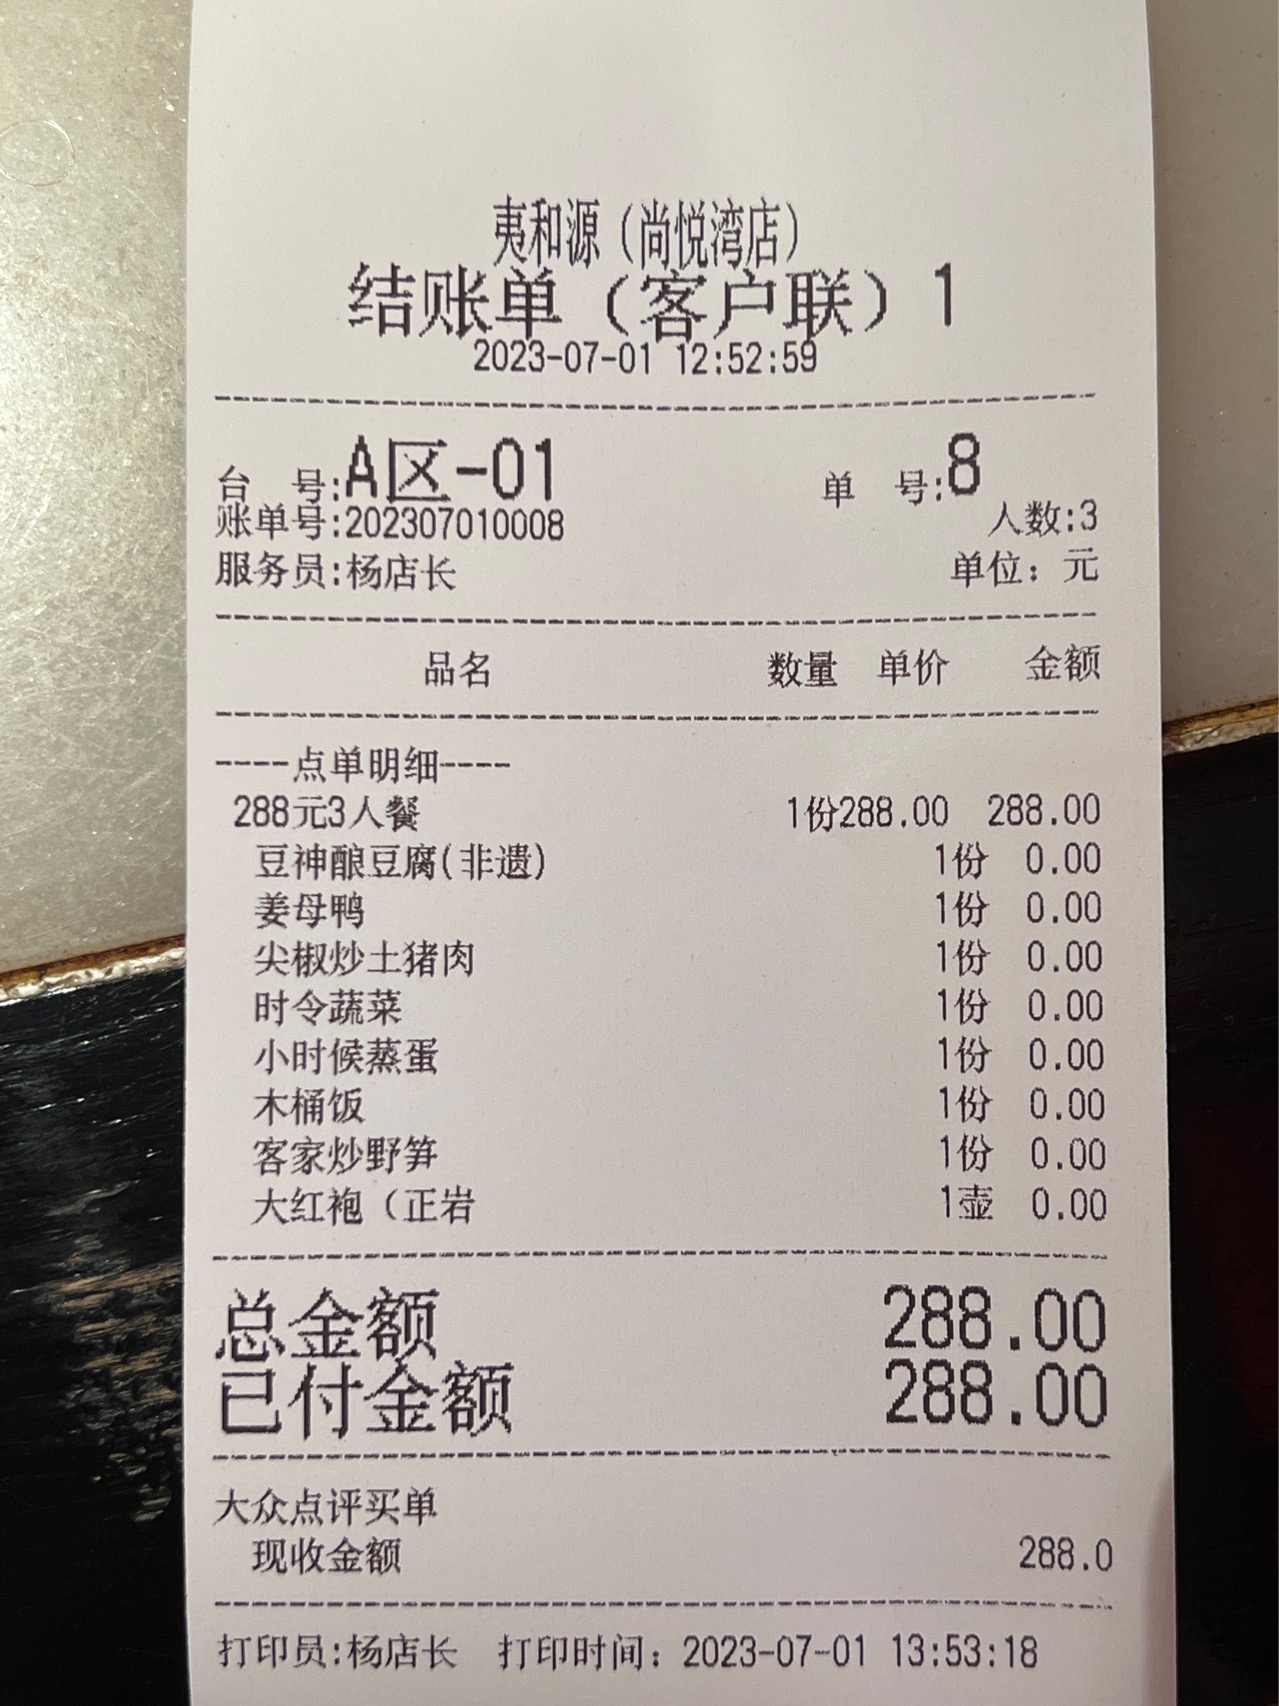 夷和源（尚悦湾店）
结账单（客户联）1
2023-07-01 12:52:59
台 号:A区-01 单 号:8
账单号:202307010008 人数:3
服务员:杨店长 单位：元
品名 数量 单价 金额
----点单明细----
288元3人餐 1份288.00 288.00
豆神酿豆腐(非遗) 1份 0.00
姜母鸭 1份 0.00
尖椒炒土猪肉 1份 0.00
时令蔬菜 1份 0.00
小时候蒸蛋 1份 0.00
木桶饭 1份 0.00
客家炒野笋 1份 0.00
大红袍（正岩 1壶 0.00
总金额 288.00
已付金额 288.00
大众点评买单
现收金额 288.0
打印员:杨店长 打印时间：2023-07-01 13:53:18